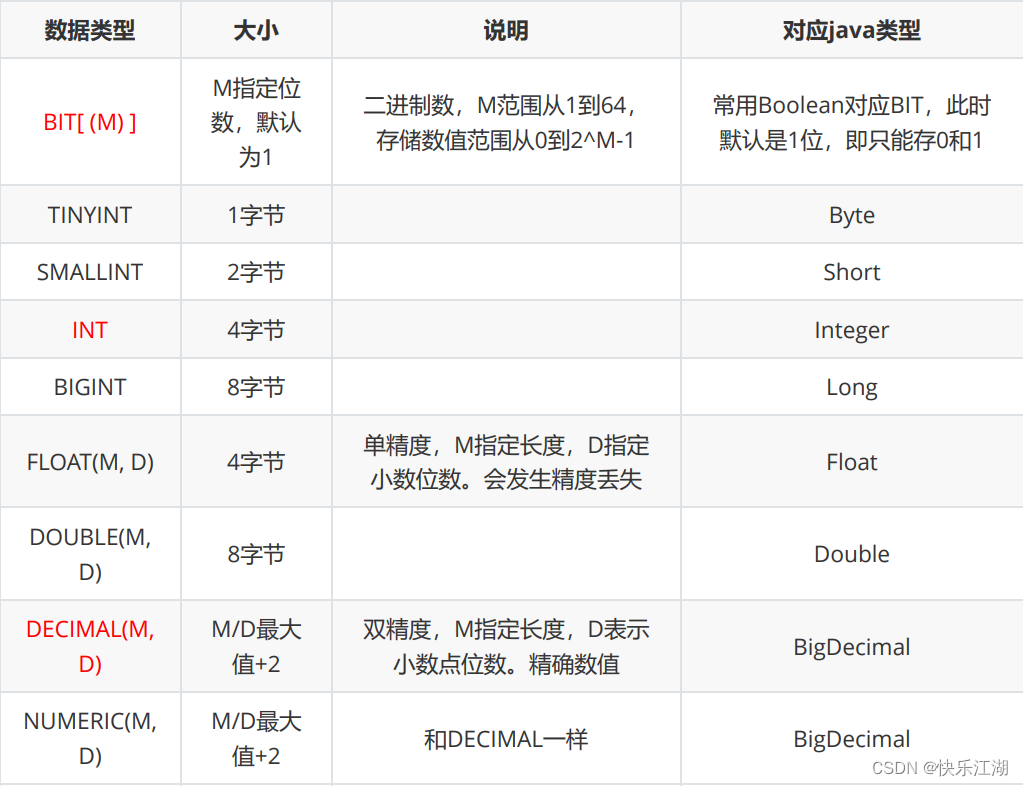 数据类型 大小 说明 对应java类型
BIT[ (M) ] M指定位数，默认为1 二进制数，M范围从1到64，存储数值范围从0到2^M-1 常用Boolean对应BIT，此时默认是1位，即只能存0和1
TINYINT 1字节 Byte
SMALLINT 2字节 Short
INT 4字节 Integer
BIGINT 8字节 Long
FLOAT(M, D) 4字节 单精度，M指定长度，D指定小数位数。会发生精度丢失 Float
DOUBLE(M, D) 8字节 Double
DECIMAL(M, D) M/D最大值+2 双精度，M指定长度，D表示小数点位数。精确数值 BigDecimal
NUMERIC(M, D) M/D最大值+2 和DECIMAL一样 BigDecimal
CSDN @快乐江湖